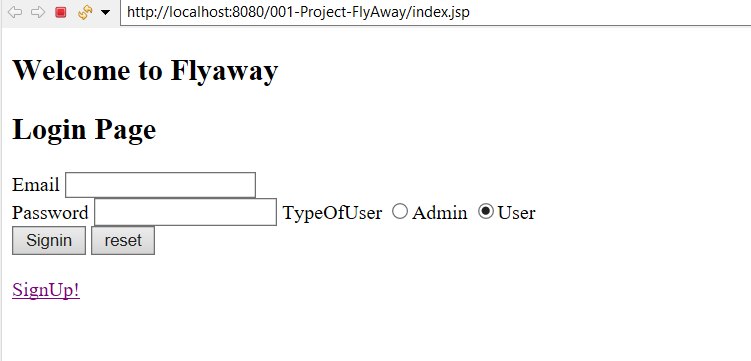 http://localhost:8080/001-Project-FlyAway/index.jsp
Welcome to Flyaway
Login Page
Email
Password TypeOfUser Admin User
Signin reset
SignUp!